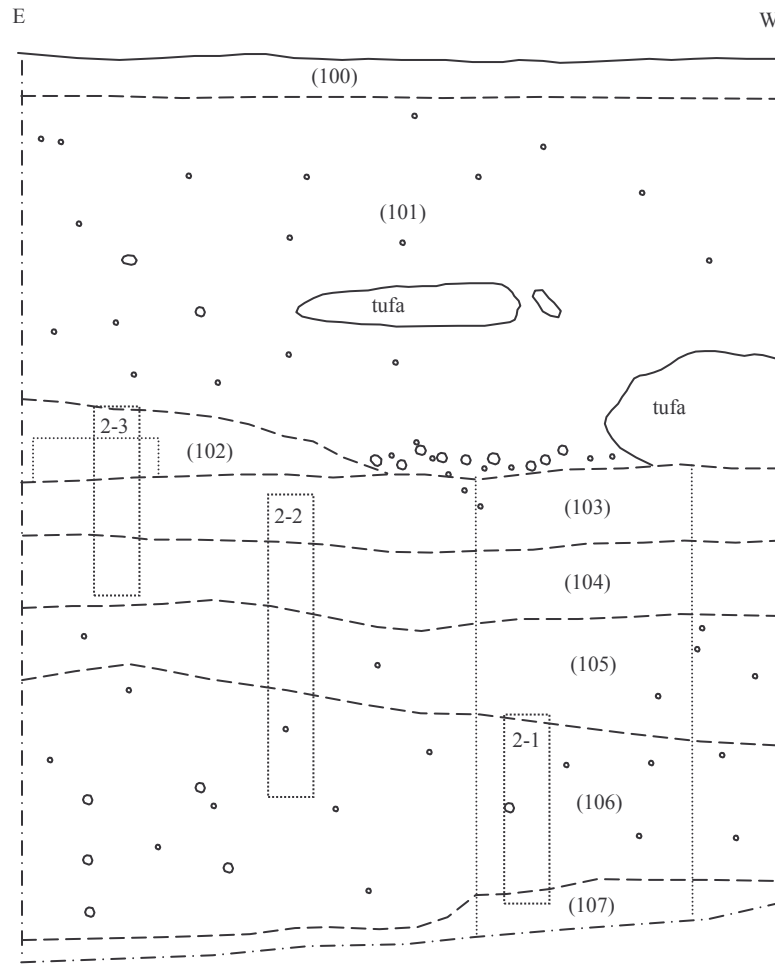 E
W
(100)
(101)
tufa
tufa
2-3
(102)
2-2
(103)
(104)
(105)
2-1
(106)
(107)